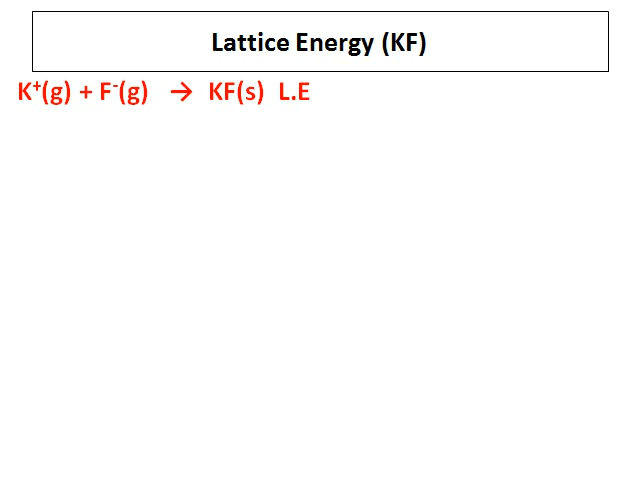 Lattice Energy (KF)
K⁺(g) + F⁻(g) → KF(s) L.E